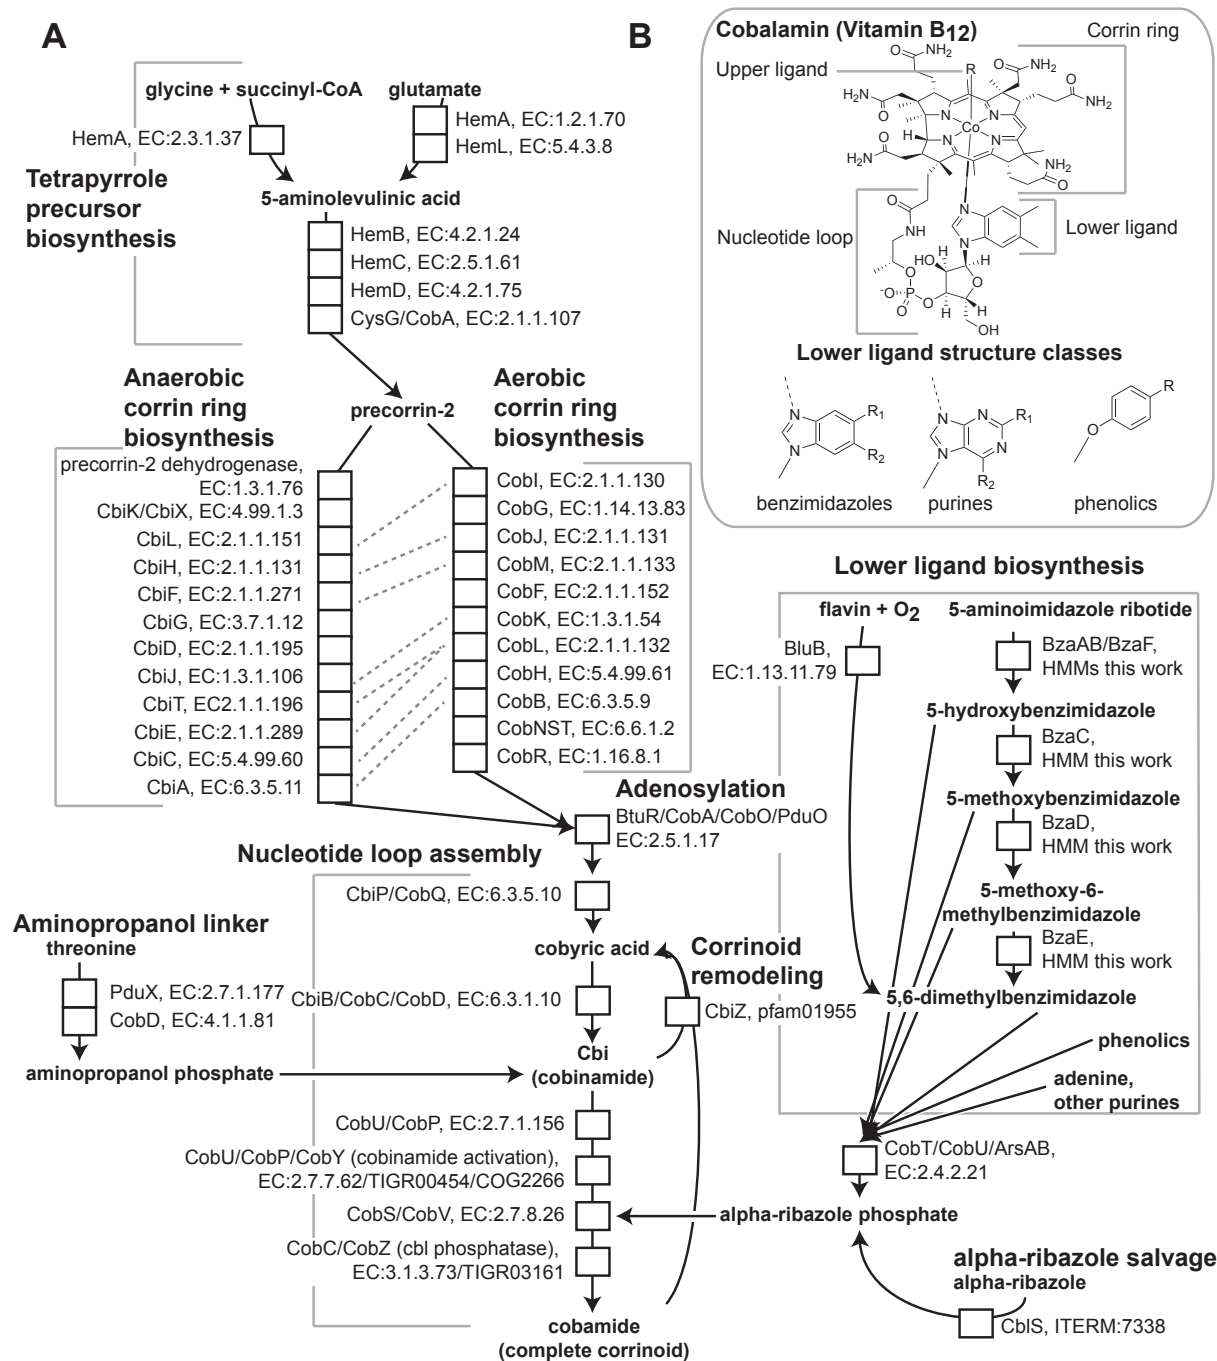 A
glycine + succinyl-CoA
glutamate
HemA, EC:2.3.1.37
HemA, EC:1.2.1.70
HemL, EC:5.4.3.8
Tetrapyrrole
precursor
biosynthesis
5-aminolevulinic acid
HemB, EC:4.2.1.24
HemC, EC:2.5.1.61
HemD, EC:4.2.1.75
CysG/CobA, EC:2.1.1.107
Anaerobic
corrin ring
biosynthesis
precorrin-2
Aerobic
corrin ring
biosynthesis
precorrin-2 dehydrogenase,
EC:1.3.1.76
CbiK/CbiX, EC:4.99.1.3
CbiL, EC:2.1.1.151
CbiH, EC:2.1.1.131
CbiF, EC:2.1.1.271
CbiG, EC:3.7.1.12
CbiD, EC:2.1.1.195
CbiJ, EC:1.3.1.106
CbiT, EC2.1.1.196
CbiE, EC:2.1.1.289
CbiC, EC:5.4.99.60
CbiA, EC:6.3.5.11
CobI, EC:2.1.1.130
CobG, EC:1.14.13.83
CobJ, EC:2.1.1.131
CobM, EC:2.1.1.133
CobF, EC:2.1.1.152
CobK, EC:1.3.1.54
CobL, EC:2.1.1.132
CobH, EC:5.4.99.61
CobB, EC:6.3.5.9
CobNST, EC:6.6.1.2
CobR, EC:1.16.8.1
Adenosylation
BtuR/CobA/CobO/PduO
EC:2.5.1.17
Nucleotide loop assembly
CbiP/CobQ, EC:6.3.5.10
Aminopropanol linker
threonine
PduX, EC:2.7.1.177
CobD, EC:4.1.1.81
aminopropanol phosphate
cobyric acid
CbiB/CobC/CobD, EC:6.3.1.10
Corrinoid
remodeling
CbiZ, pfam01955
Cbi
(cobinamide)
CobU/CobP, EC:2.7.1.156
CobU/CobP/CobY (cobinamide activation),
EC:2.7.7.62/TIGR00454/COG2266
CobS/CobV, EC:2.7.8.26
CobC/CobZ (cbl phosphatase),
EC:3.1.3.73/TIGR03161
cobamide
(complete corrinoid)
B
Cobalamin (Vitamin B12)
Corrin ring
Upper ligand
O
NH2
R
O
NH2
O
NH2
H2N
O
H
H2N
O
N
N
N
N
Co
NH2
O
Nucleotide loop
Lower ligand
O
NH
N
N
H
HO
H
O
O
-O
P
O
O
H
H
OH
Lower ligand structure classes
N
N
R1
R2
benzimidazoles
N
N
N
N
R1
R2
purines
R
O
phenolics
Lower ligand biosynthesis
flavin + O2
5-aminoimidazole ribotide
BluB,
EC:1.13.11.79
BzaAB/BzaF,
HMMs this work
5-hydroxybenzimidazole
BzaC,
HMM this work
5-methoxybenzimidazole
BzaD,
HMM this work
5-methoxy-6-
methylbenzimidazole
BzaE,
HMM this work
5,6-dimethylbenzimidazole
phenolics
adenine,
other purines
CobT/CobU/ArsAB,
EC:2.4.2.21
alpha-ribazole phosphate
alpha-ribazole salvage
alpha-ribazole
CblS, ITERM:7338